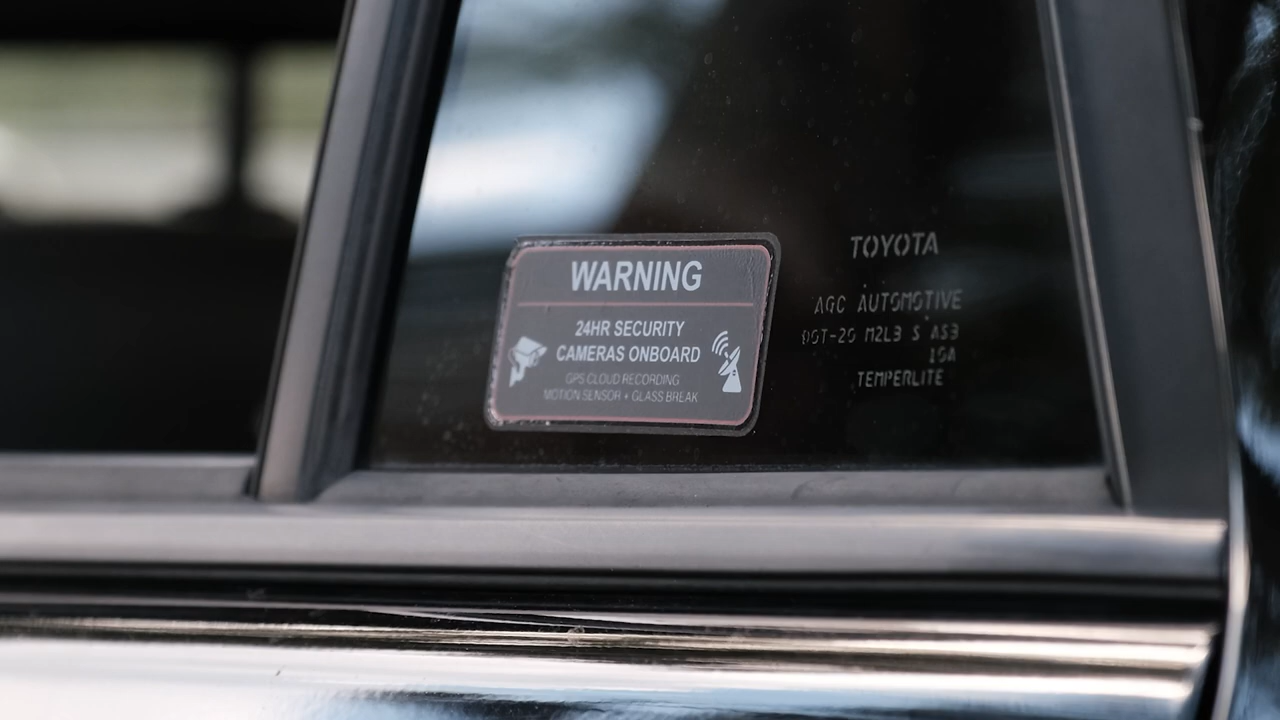 WARNING
24HR SECURITY
CAMERAS ONBOARD
GPS CLOUD RECORDING
MOTION SENSOR + GLASS BREAK
TOYOTA
AGC AUTOMOTIVE
DOT-20 M2L3 S AS3
TEMPERLITE